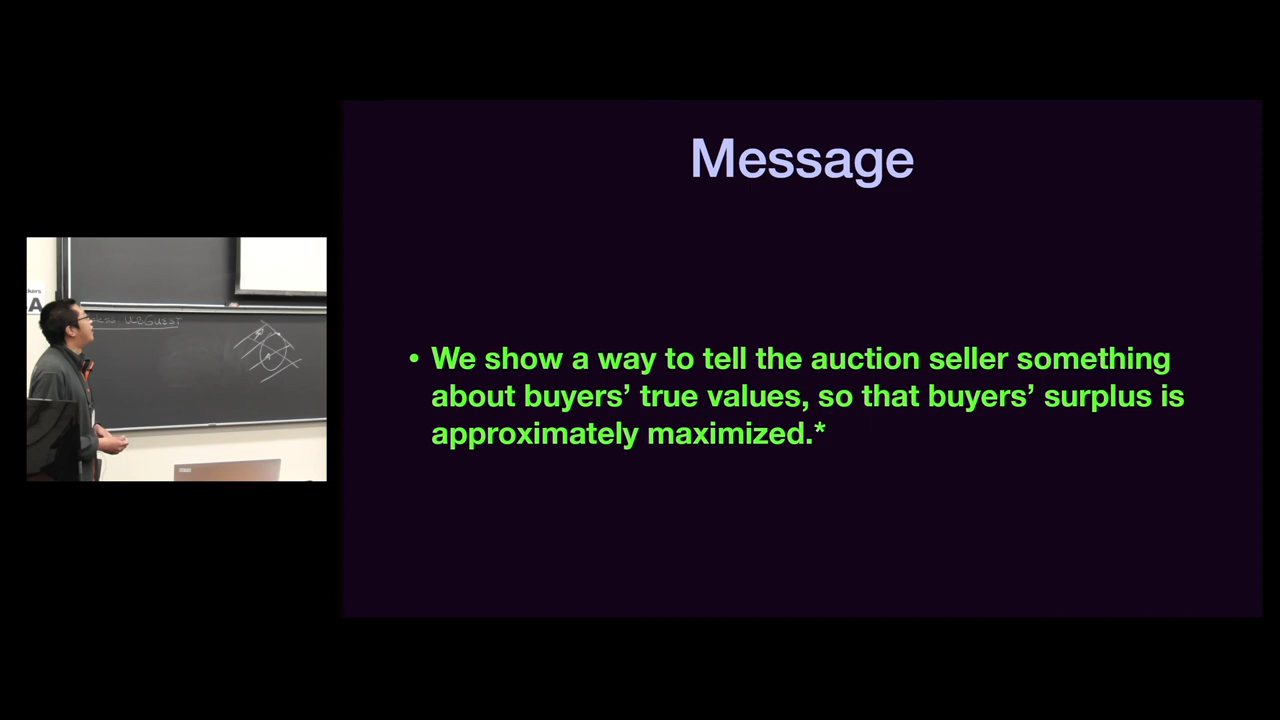 Message
• We show a way to tell the auction seller something
about buyers’ true values, so that buyers’ surplus is
approximately maximized.*
kers
A